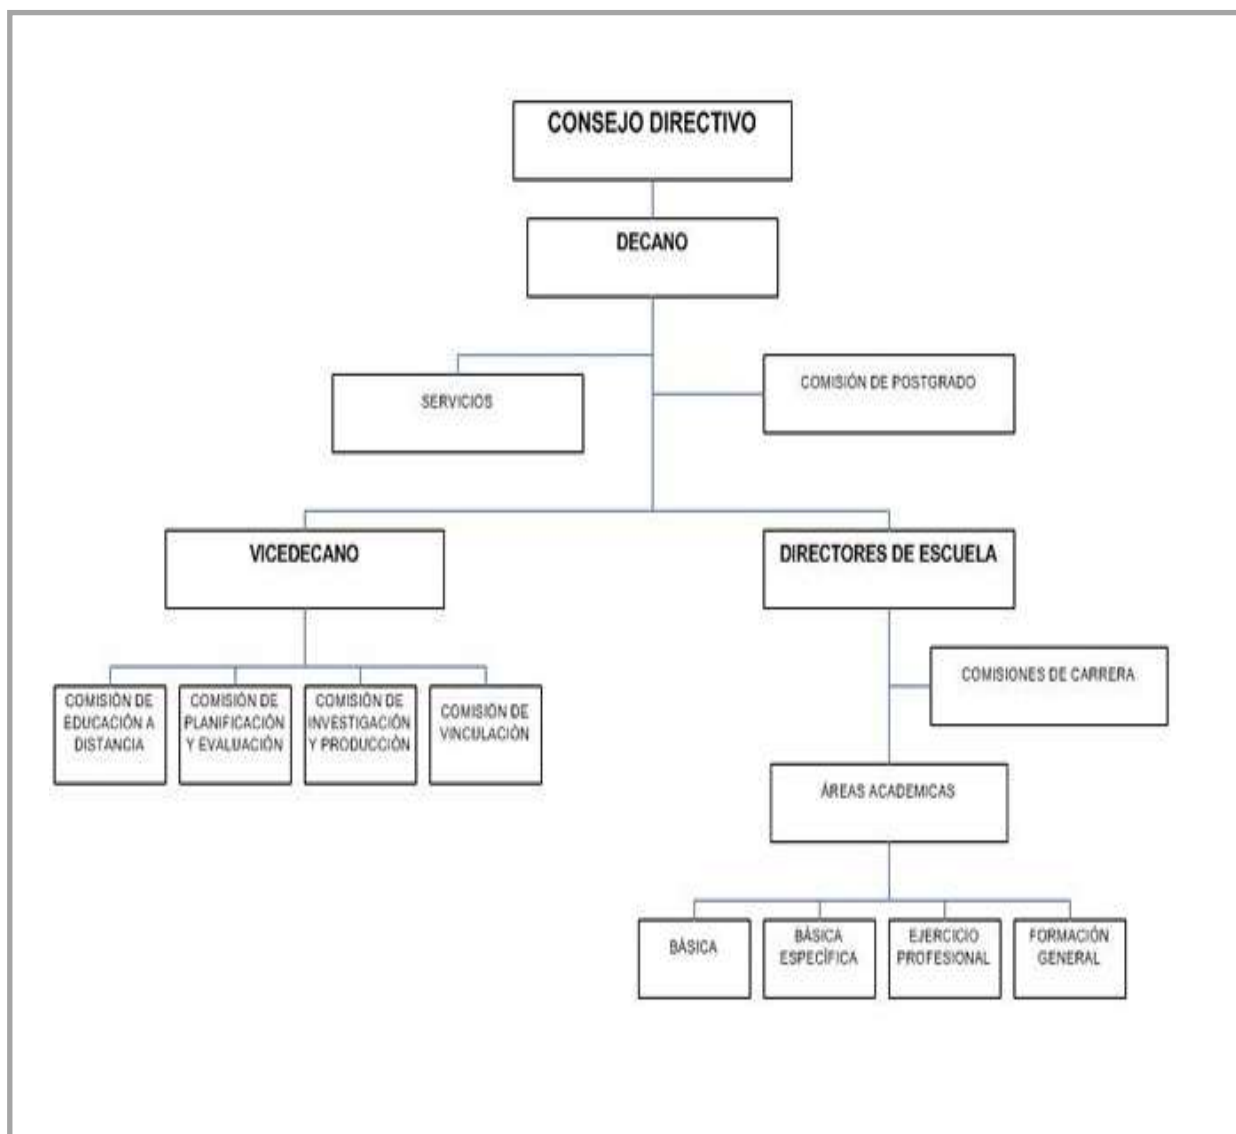 CONSEJO DIRECTIVO
DECANO
SERVICIOS
COMISIÓN DE POSTGRADO
VICEDECANO
DIRECTORES DE ESCUELA
COMISIÓN DE
EDUCACIÓN A
DISTANCIA
COMISIÓN DE
PLANIFICACIÓN
Y EVALUACIÓN
COMISIÓN DE
INVESTIGACIÓN
Y PRODUCCIÓN
COMISIÓN DE
VINCULACIÓN
COMISIONES DE CARRERA
ÁREAS ACADEMICAS
BÁSICA
BÁSICA
ESPECÍFICA
EJERCICIO
PROFESIONAL
FORMACIÓN
GENERAL